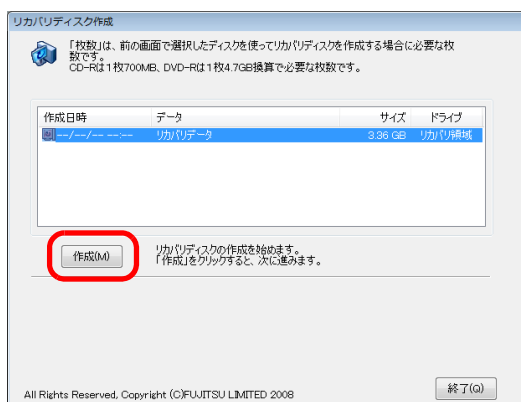 リカバリディスク作成
「枚数」は、前の画面で選択したディスクを使ってリカバリディスクを作成する場合に必要な枚
数です。
CD-Rは1枚700MB、DVD-Rは1枚4.7GB換算で必要な枚数です。
作成日時 データ サイズ ドライブ
--/--/-- --:-- リカバリデータ 3.36 GB リカバリ領域
作成(M)
リカバリディスクの作成を始めます。
「作成」をクリックすると、次に進みます。
All Rights Reserved, Copyright (C)FUJITSU LIMITED 2008
終了(Q)